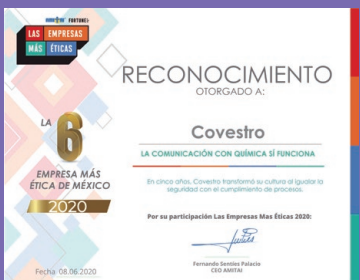 FORTUNE
LAS EMPRESAS
MÁS ÉTICAS
RECONOCIMIENTO
OTORGADO A:
LA
6
EMPRESA MÁS
ÉTICA DE MÉXICO
2020
Covestro
LA COMUNICACIÓN CON QUÍMICA SÍ FUNCIONA
En cinco años, Covestro transformó su cultura al igualar la
seguridad con el cumplimiento de procesos.
Por su participación Las Empresas Mas Éticas 2020:
Fernando Senties Palacio
CEO AMITAI
Fecha: 08.06.2020